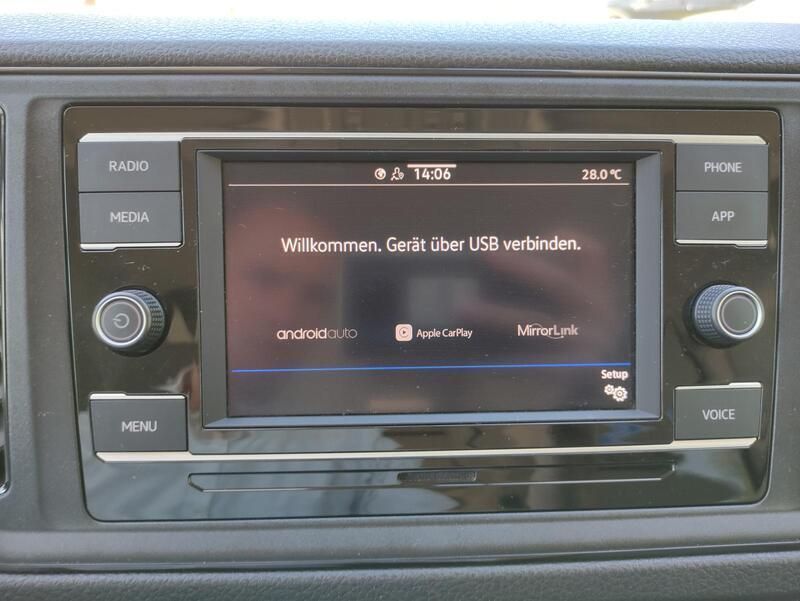 RADIO
MEDIA
MENU
14:06
28.0 °C
Willkommen. Gerät über USB verbinden.
androidauto
Apple CarPlay
MirrorLink
Setup
PHONE
APP
VOICE